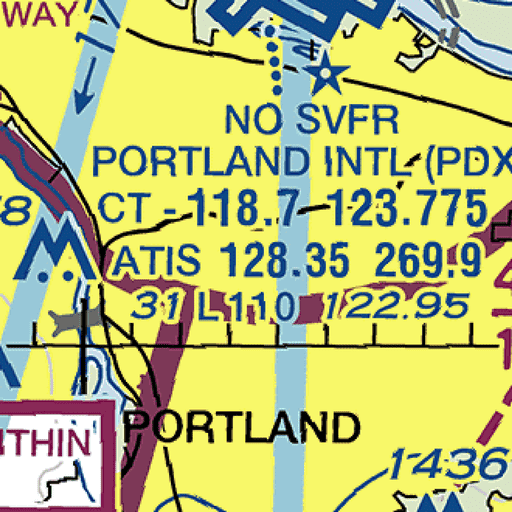 WAY
NO SVFR
PORTLAND INTL (PDX
CT - 118.7 123.775
ATIS 128.35 269.9
31 L 110 122.95
PORTLAND
THIN
1436